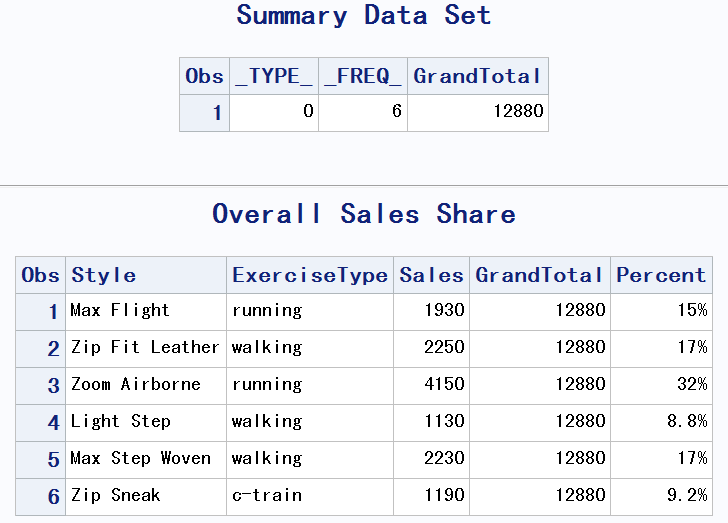 Summary Data Set
Obs _TYPE_ _FREQ_ GrandTotal
1 0 6 12880
Overall Sales Share
Obs Style ExerciseType Sales GrandTotal Percent
1 Max Flight running 1930 12880 15%
2 Zip Fit Leather walking 2250 12880 17%
3 Zoom Airborne running 4150 12880 32%
4 Light Step walking 1130 12880 8.8%
5 Max Step Woven walking 2230 12880 17%
6 Zip Sneak c-train 1190 12880 9.2%